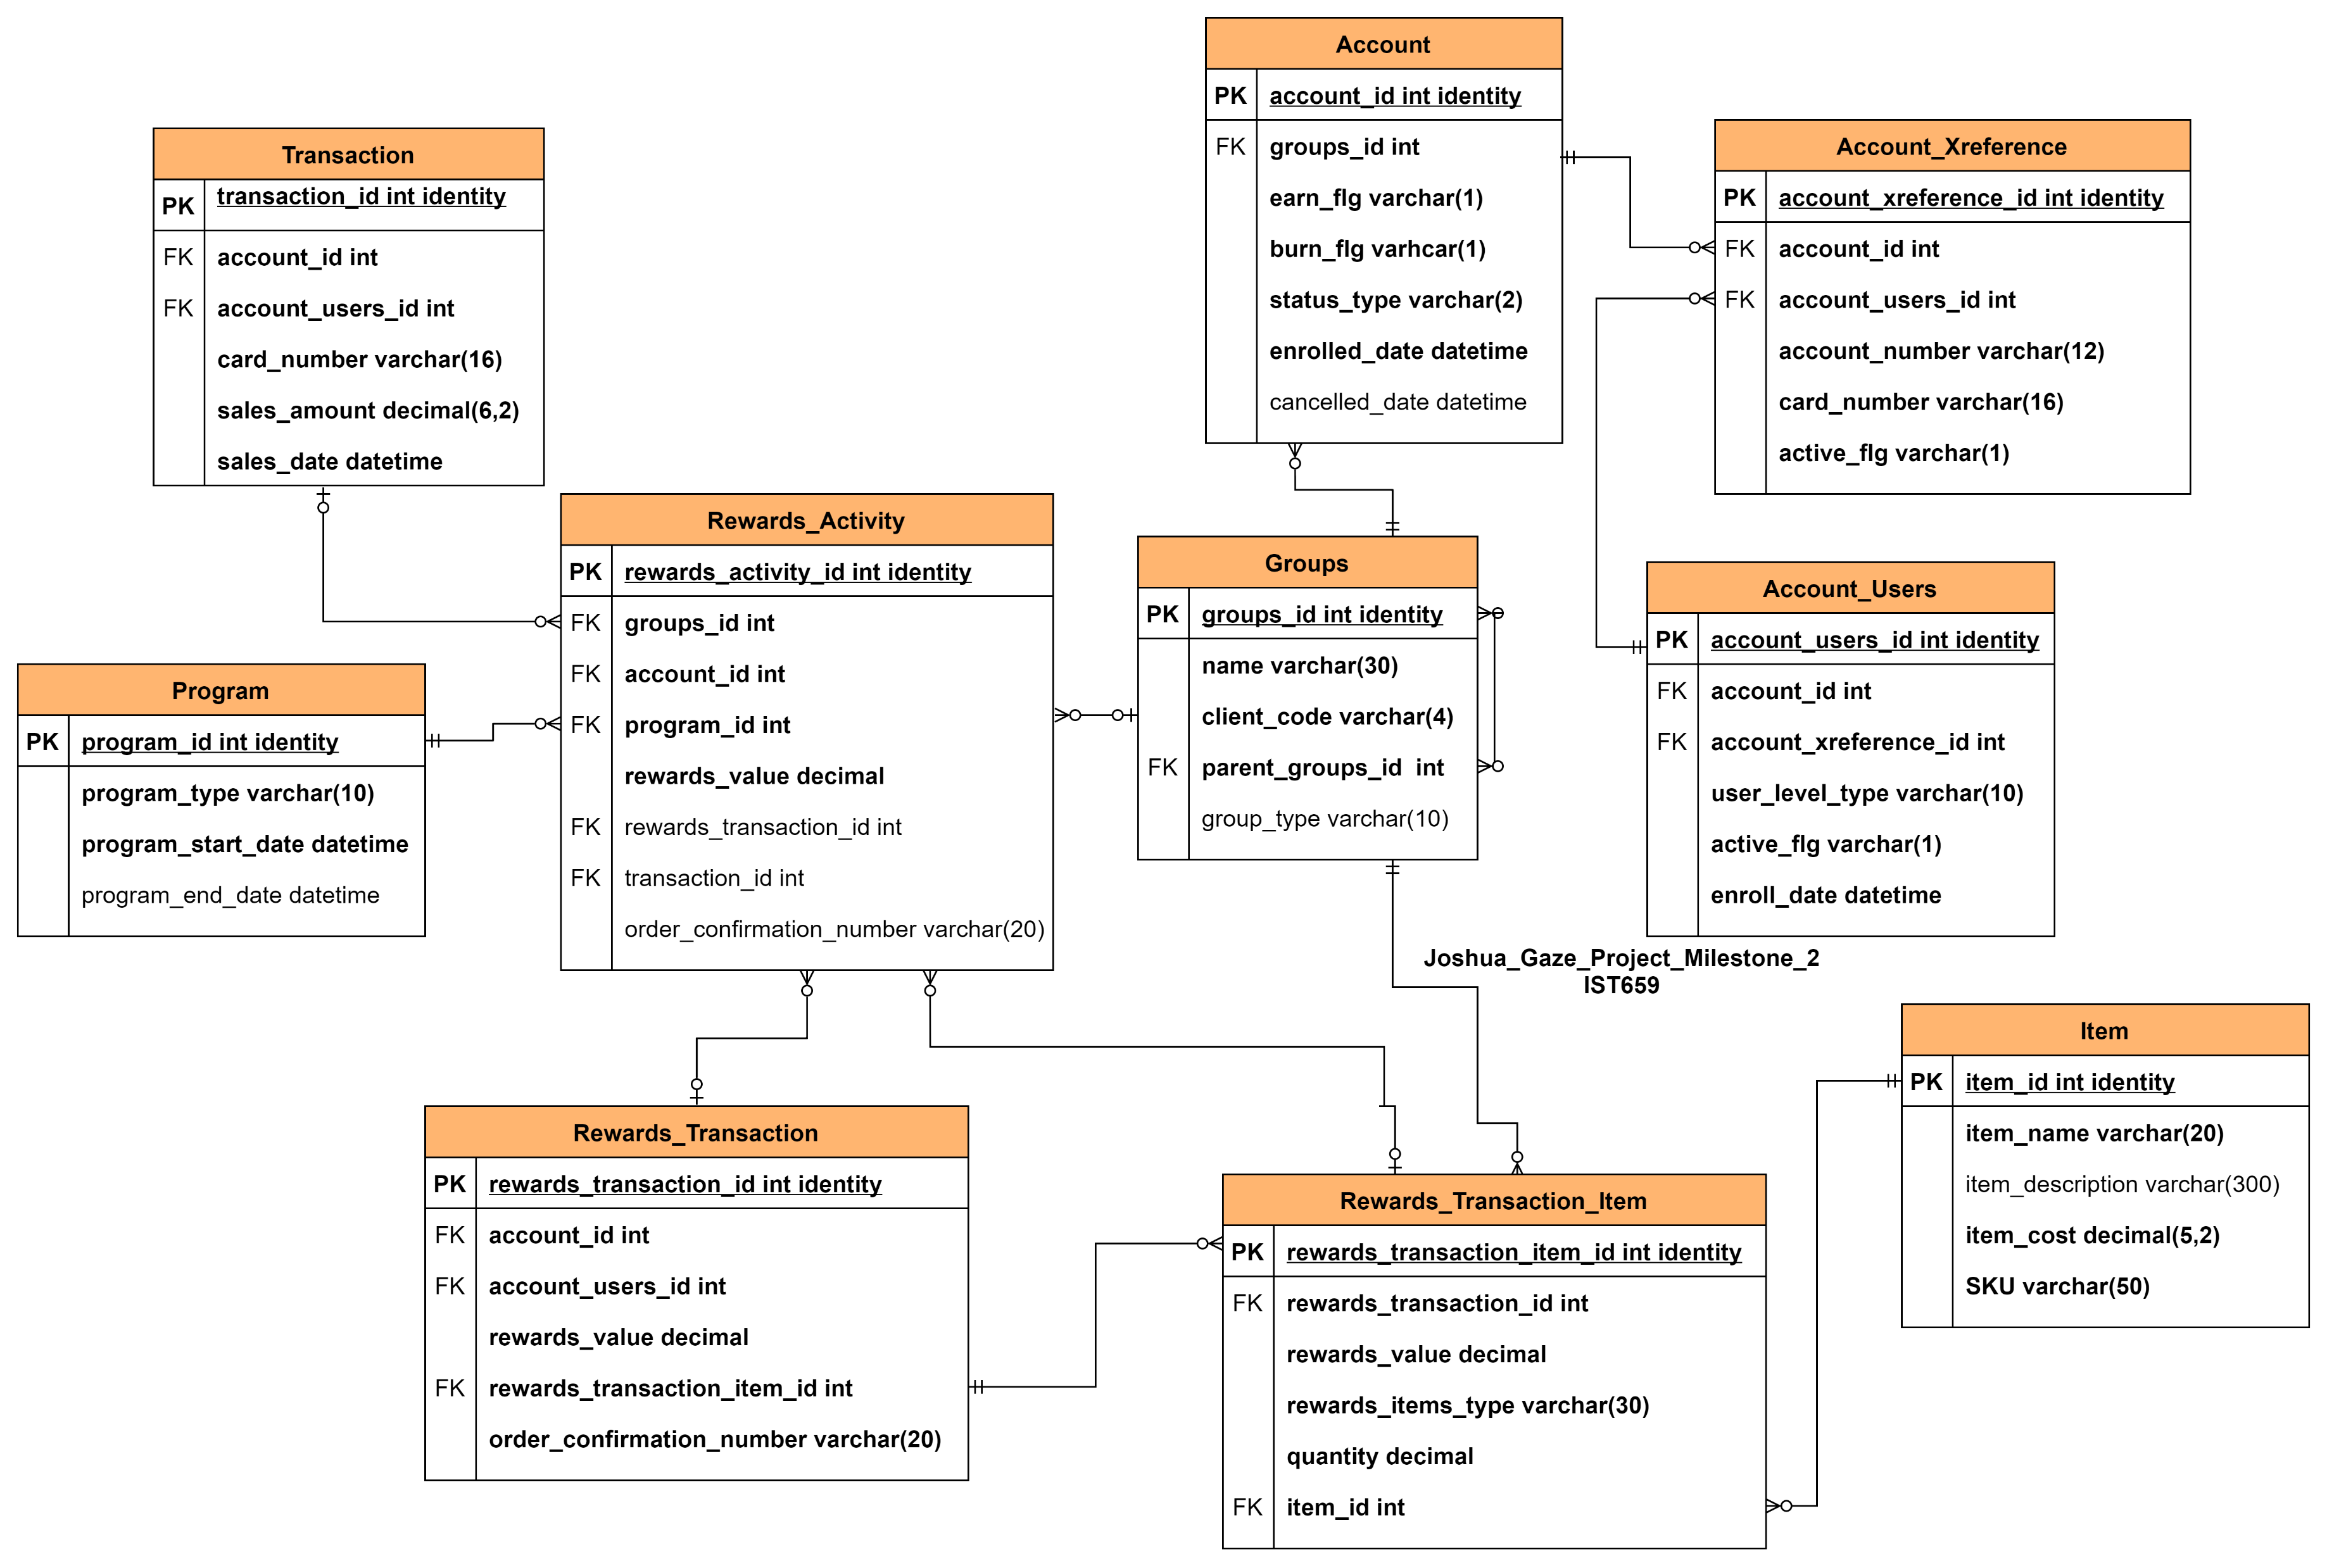 Account
PK account_id int identity
FK groups_id int
earn_flg varchar(1)
burn_flg varhcar(1)
status_type varchar(2)
enrolled_date datetime
cancelled_date datetime
Account_Xreference
PK account_xreference_id int identity
FK account_id int
FK account_users_id int
account_number varchar(12)
card_number varchar(16)
active_flg varchar(1)
Transaction
PK transaction_id int identity
FK account_id int
FK account_users_id int
card_number varchar(16)
sales_amount decimal(6,2)
sales_date datetime
Rewards_Activity
PK rewards_activity_id int identity
FK groups_id int
FK account_id int
FK program_id int
rewards_value decimal
FK rewards_transaction_id int
FK transaction_id int
order_confirmation_number varchar(20)
Groups
PK groups_id int identity
name varchar(30)
client_code varchar(4)
FK parent_groups_id int
group_type varchar(10)
Account_Users
PK account_users_id int identity
FK account_id int
FK account_xreference_id int
user_level_type varchar(10)
active_flg varchar(1)
enroll_date datetime
Program
PK program_id int identity
program_type varchar(10)
program_start_date datetime
program_end_date datetime
Joshua_Gaze_Project_Milestone_2
IST659
Item
PK item_id int identity
item_name varchar(20)
item_description varchar(300)
item_cost decimal(5,2)
SKU varchar(50)
Rewards_Transaction
PK rewards_transaction_id int identity
FK account_id int
FK account_users_id int
rewards_value decimal
FK rewards_transaction_item_id int
order_confirmation_number varchar(20)
Rewards_Transaction_Item
PK rewards_transaction_item_id int identity
FK rewards_transaction_id int
rewards_value decimal
rewards_items_type varchar(30)
quantity decimal
FK item_id int